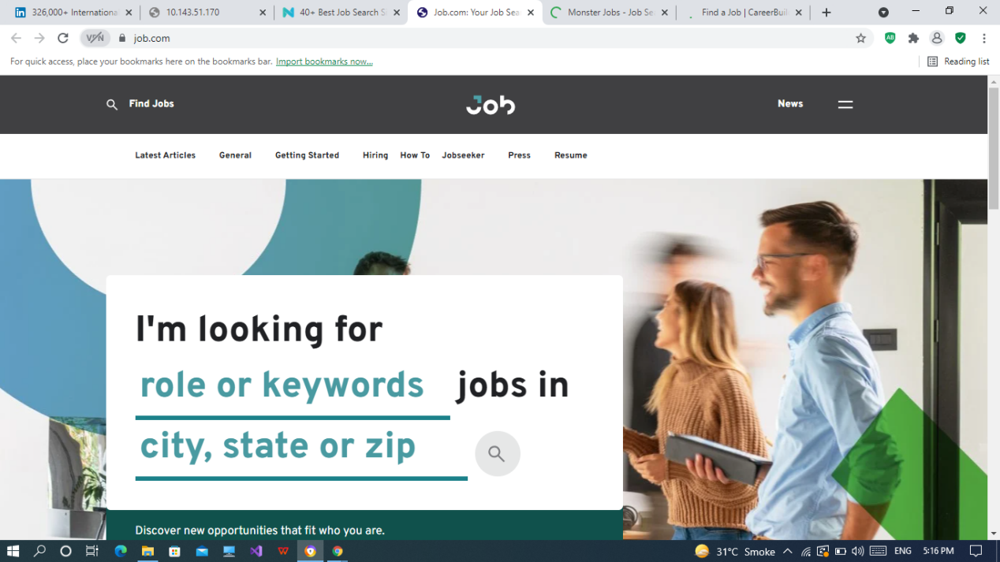 326,000+ Internationa
10.143.51.170
40+ Best Job Search S
Job.com: Your Job Sea
Monster Jobs - Job Se
Find a Job | CareerBuil
VPN
job.com
For quick access, place your bookmarks here on the bookmarks bar. Import bookmarks now...
Reading list
Find Jobs
Job
News
Latest Articles General Getting Started Hiring How To Jobseeker Press Resume
I'm looking for
role or keywords jobs in
city, state or zip
Discover new opportunities that fit who you are.
31°C Smoke
ENG
5:16 PM